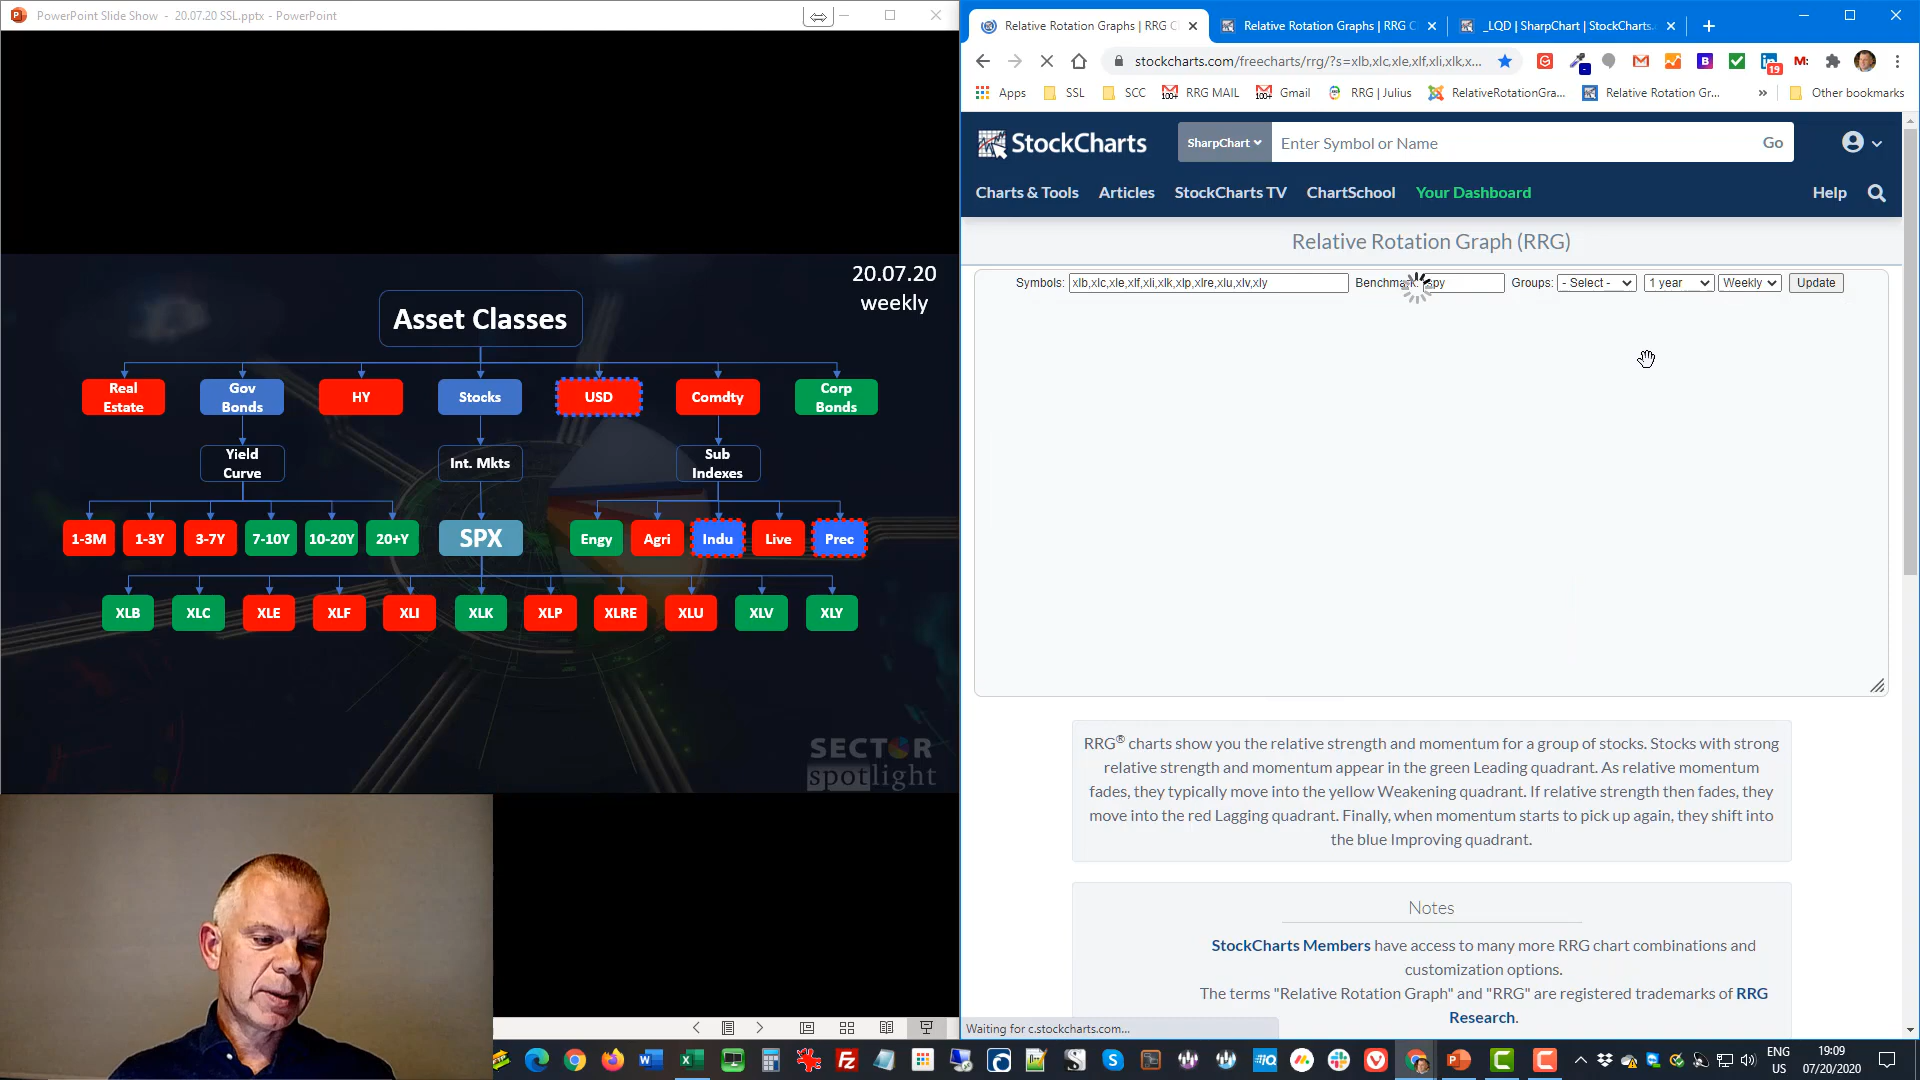 PowerPoint Slide Show - 20.07.20 SSL.pptx - PowerPoint
20.07.20
weekly
Asset Classes
Real
Estate
Gov
Bonds
HY
Stocks
USD
Comdty
Corp
Bonds
Yield
Curve
Int. Mkts
Sub
Indexes
1-3M
1-3Y
3-7Y
7-10Y
10-20Y
20+Y
SPX
Engy
Agri
Indu
Live
Prec
XLB
XLC
XLE
XLF
XLI
XLK
XLP
XLRE
XLU
XLV
XLY
SECTOR
spotlight
Relative Rotation Graphs | RRG C
Relative Rotation Graphs | RRG C
_LQD | SharpChart | StockCharts.
stockcharts.com/freecharts/rrg/?s=xlb,xlc,xle,xlf,xli,xlk,x...
19
Apps
SSL
SCC
100+ RRG MAIL
100+ Gmail
RRG | Julius
RelativeRotationGra...
Relative Rotation Gr...
»
Other bookmarks
StockCharts
SharpChart
Enter Symbol or Name
Go
Charts & Tools
Articles
StockCharts TV
ChartSchool
Your Dashboard
Help
Relative Rotation Graph (RRG)
Symbols: xlb,xlc,xle,xlf,xli,xlk,xlp,xlre,xlu,xlv,xly
Groups: - Select - 1 year Weekly Update
RRG® charts show you the relative strength and momentum for a group of stocks. Stocks with strong
relative strength and momentum appear in the green Leading quadrant. As relative momentum
fades, they typically move into the yellow Weakening quadrant. If relative strength then fades, they
move into the red Lagging quadrant. Finally, when momentum starts to pick up again, they shift into
the blue Improving quadrant.
Notes
StockCharts Members have access to many more RRG chart combinations and
customization options.
The terms "Relative Rotation Graph" and "RRG" are registered trademarks of RRG
Research.
Waiting for c.stockcharts.com...
ENG
US
19:09
07/20/2020